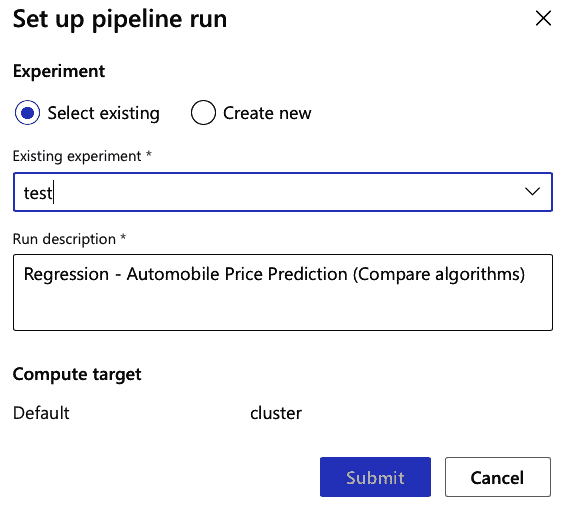 Set up pipeline run
Experiment
Select existing Create new
Existing experiment *
test
Run description *
Regression - Automobile Price Prediction (Compare algorithms)
Compute target
Default cluster
Submit Cancel